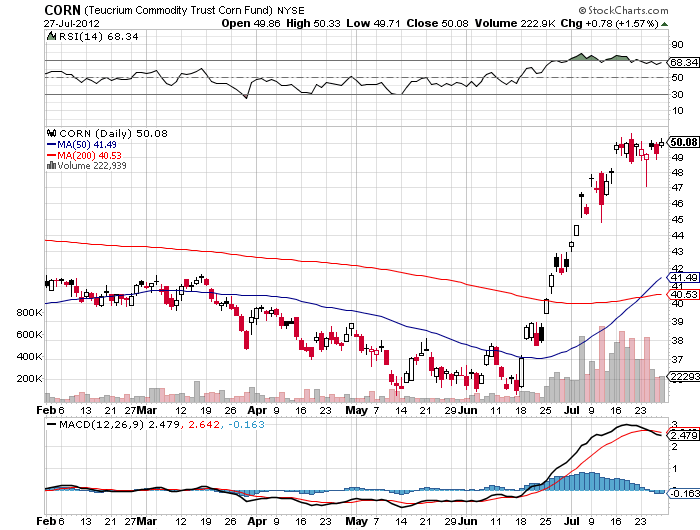 CORN (Teucrium Commodity Trust Corn Fund) NYSE © StockCharts.com
27-Jul-2012 Open 49.86 High 50.33 Low 49.71 Close 50.08 Volume 222.9K Chg +0.78 (+1.57%)
RSI(14) 68.34
90
70
68.34
50
30
10
CORN (Daily) 50.08
MA(50) 41.49
MA(200) 40.53
Volume 222,939
50.08
49
48
47
46
45
44
43
42
41.49
40.53
40
39
38
37
22293
800K
600K
400K
200K
Feb 6 13 21 27 Mar 12 19 26 Apr 9 16 23 May 7 14 21 29 Jun 11 18 25 Jul 9 16 23
MACD(12,26,9) 2.479, 2.642, -0.163
3
2.479
2
1
0
-0.163
Feb 6 13 21 27 Mar 12 19 26 Apr 9 16 23 May 7 14 21 29 Jun 11 18 25 Jul 9 16 23